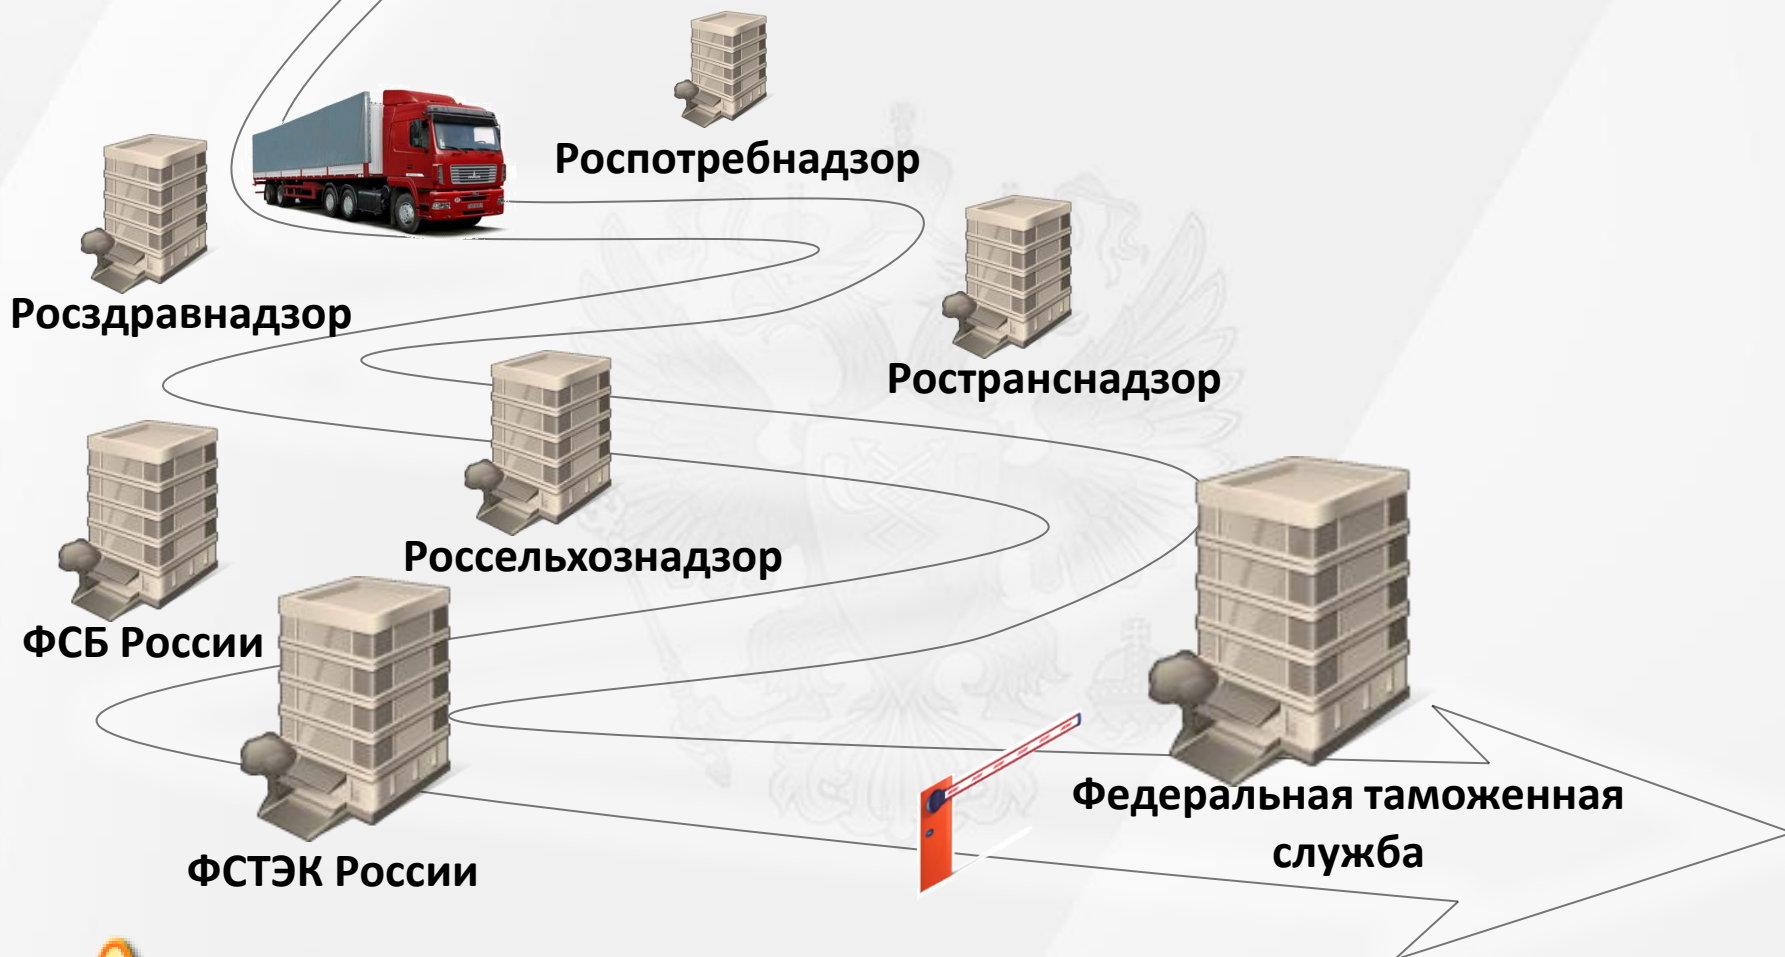 Роспотребнадзор
Росздравнадзор
Ространснадзор
Россельхознадзор
ФСБ России
Федеральная таможенная
служба
ФСТЭК России